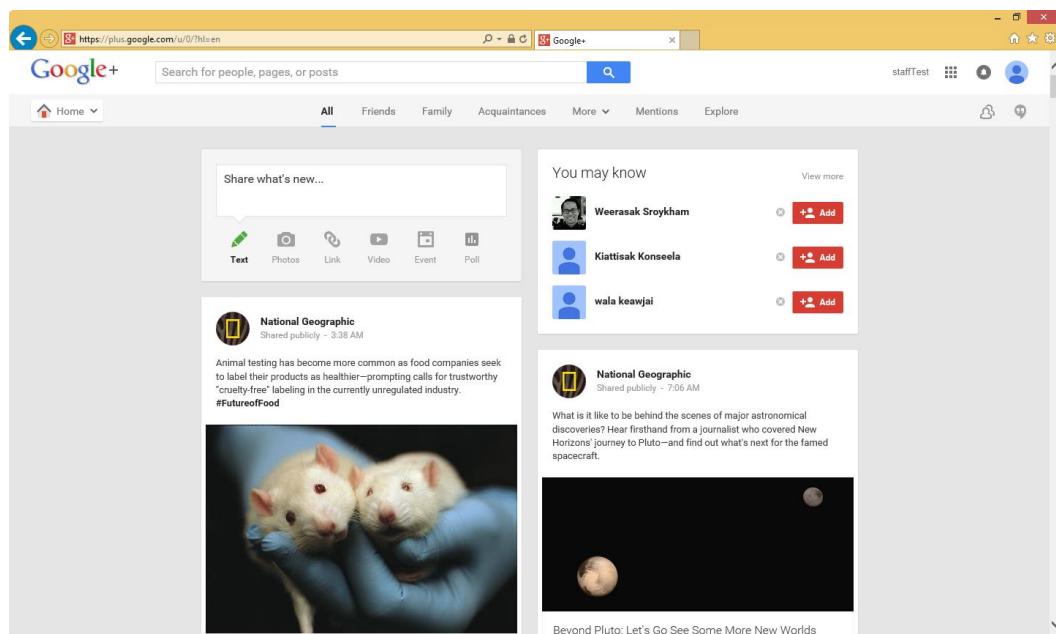 https://plus.google.com/u/0/?hl=en
Google+
Google+
Search for people, pages, or posts
staffTest
Home
All Friends Family Acquaintances More Mentions Explore
Share what's new...
Text Photos Link Video Event Poll
National Geographic
Shared publicly - 3:38 AM
Animal testing has become more common as food companies seek
to label their products as healthier—prompting calls for trustworthy
"cruelty-free" labeling in the currently unregulated industry.
#FutureofFood
You may know
View more
Weerasak Sroykham
Add
Kiattisak Konseela
Add
wala keawjai
Add
National Geographic
Shared publicly - 7:06 AM
What is it like to be behind the scenes of major astronomical
discoveries? Hear firsthand from a journalist who covered New
Horizons' journey to Pluto—and find out what's next for the famed
spacecraft.
Beyond Pluto: Let's Go See Some More New Worlds